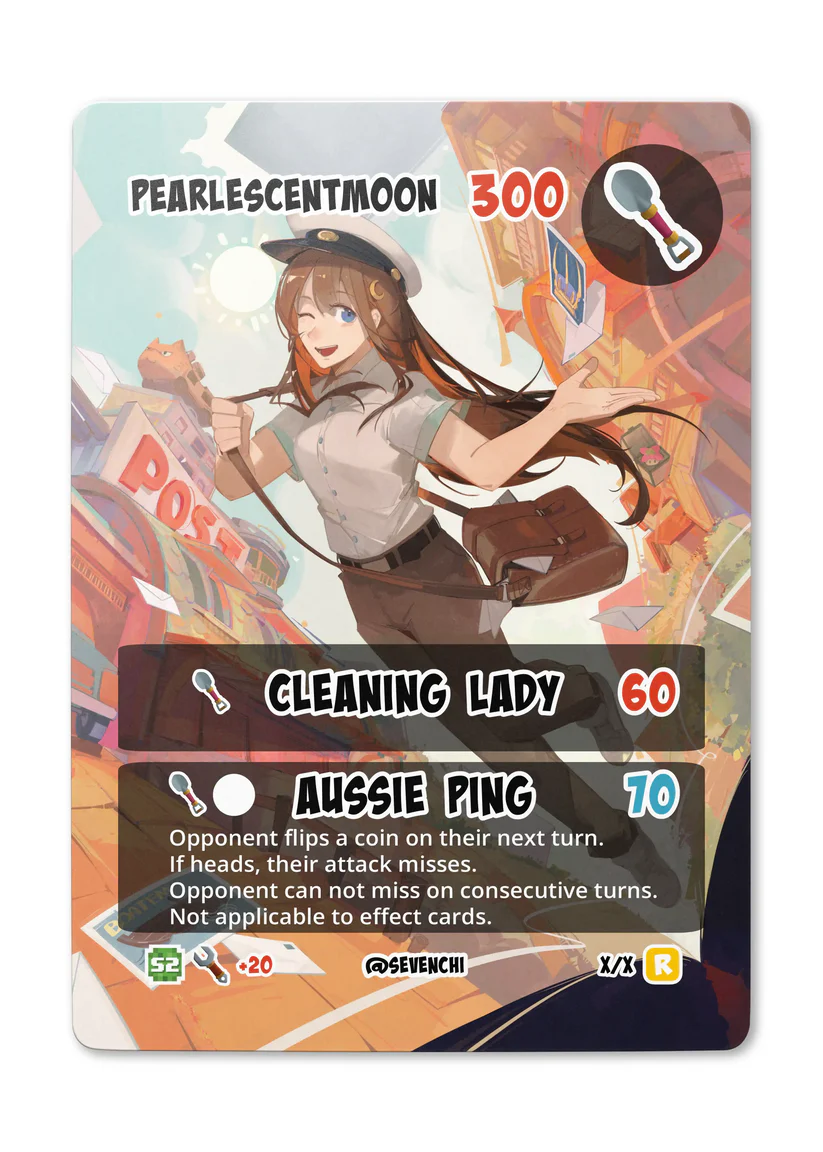 PEARLESCENTMOON 300
POST
CLEANING LADY 60
AUSSIE PING 70
Opponent flips a coin on their next turn.
If heads, their attack misses.
Opponent can not miss on consecutive turns.
Not applicable to effect cards.
S2 +20 @SEVENCHI X/X R